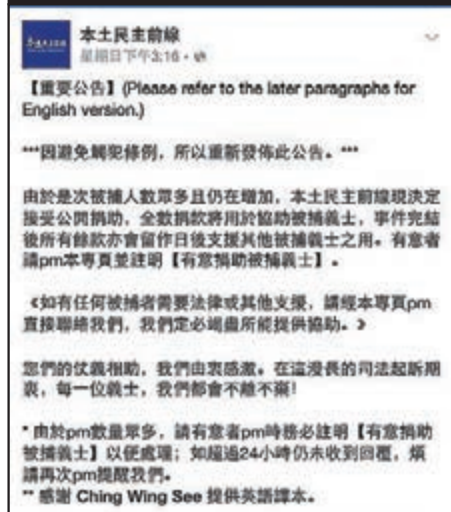 本土民主前線
星期日下午3:16
【重要公告】(Please refer to the later paragraphs for
English version.)
***因避免觸犯條例，所以重新發佈此公告。***
由於是次被捕人數眾多且仍在增加，本土民主前線現決定
接受公開捐助，全數捐款將用於協助被捕義士，事件完結
後所有餘款亦會留作日後支援其他被捕義士之用。有意者
請pm本專頁並註明【有意捐助被捕義士】。
《如有任何被捕者需要法律或其他支援，請經本專頁pm
直接聯絡我們，我們定必竭盡所能提供協助。》
您們的仗義相助，我們由衷感激。在這漫長的司法起訴期
裏，每一位義士，我們都會不離不棄!
* 由於pm數量眾多，請有意者pm時務必註明【有意捐助
被捕義士】以便處理；如超過24小時仍未收到回覆，煩
請再次pm提醒我們。
** 感謝 Ching Wing See 提供英語譯本。